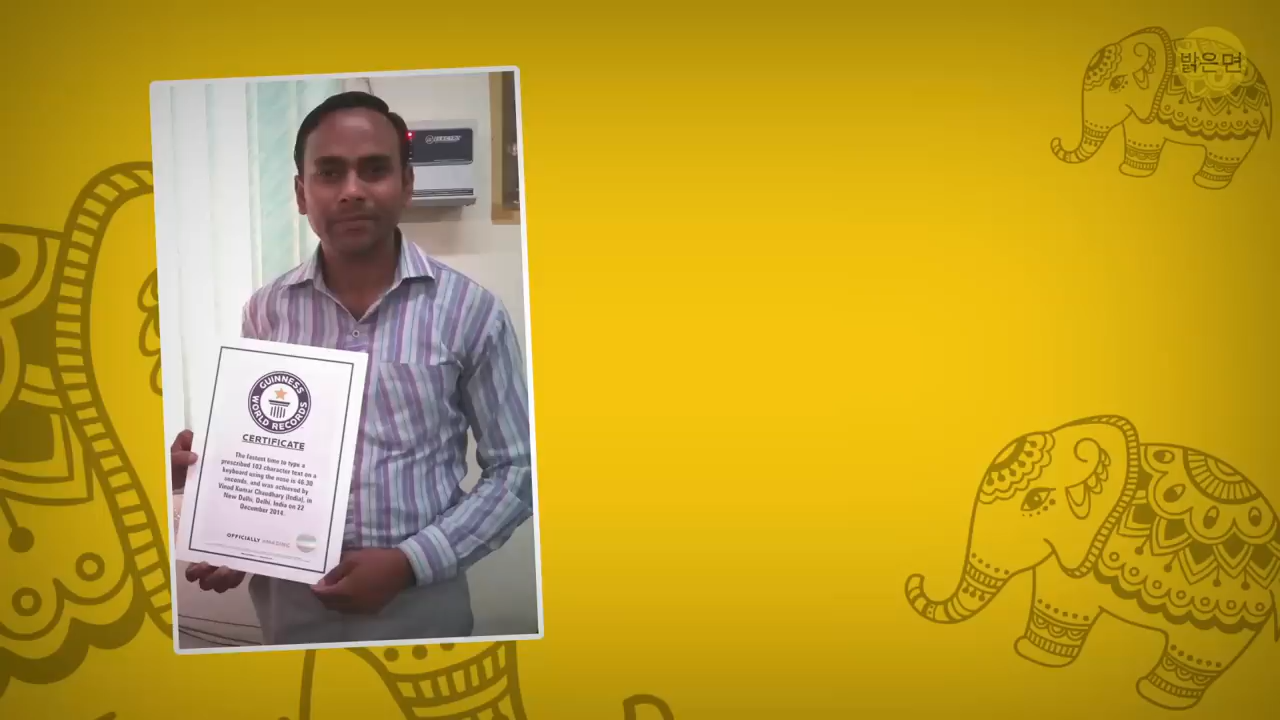 밝은면
GUINNESS
WORLD RECORDS
CERTIFICATE
The fastest time to type a
prescribed 103 character text on a
keyboard using the nose is 46.30
seconds, and was achieved by
Vinod Kumar Chaudhary (India), in
New Delhi, Delhi, India on 22
December 2014.
OFFICIALLY AMAZING